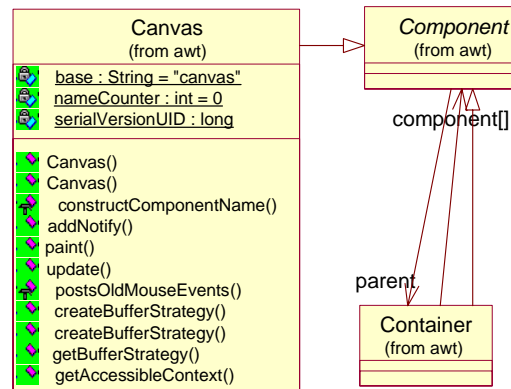 Canvas
(from awt)
base : String = "canvas"
nameCounter : int = 0
serialVersionUID : long
Canvas()
Canvas()
constructComponentName()
addNotify()
paint()
update()
postsOldMouseEvents()
createBufferStrategy()
createBufferStrategy()
getBufferStrategy()
getAccessibleContext()
Component
(from awt)
component[]
parent
Container
(from awt)